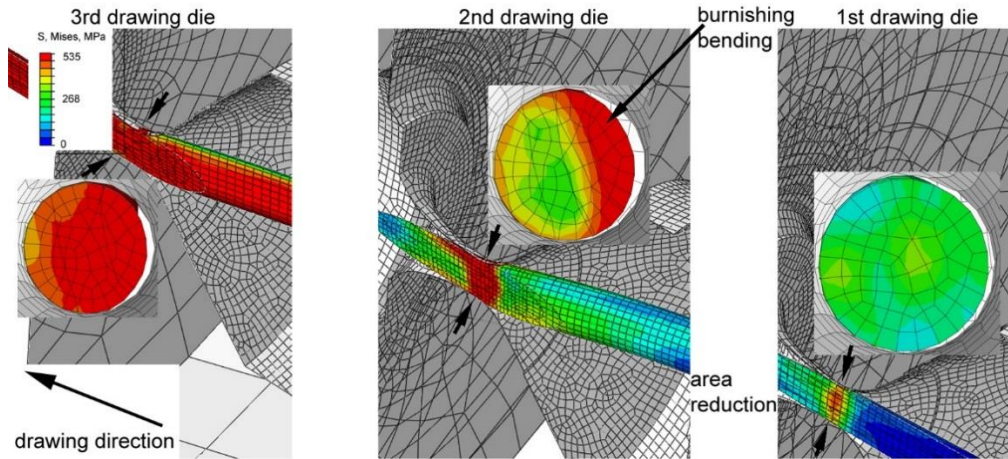 3rd drawing die
S, Mises, MPa
535
268
0
drawing direction
2nd drawing die
burnishing
bending
area
reduction
1st drawing die